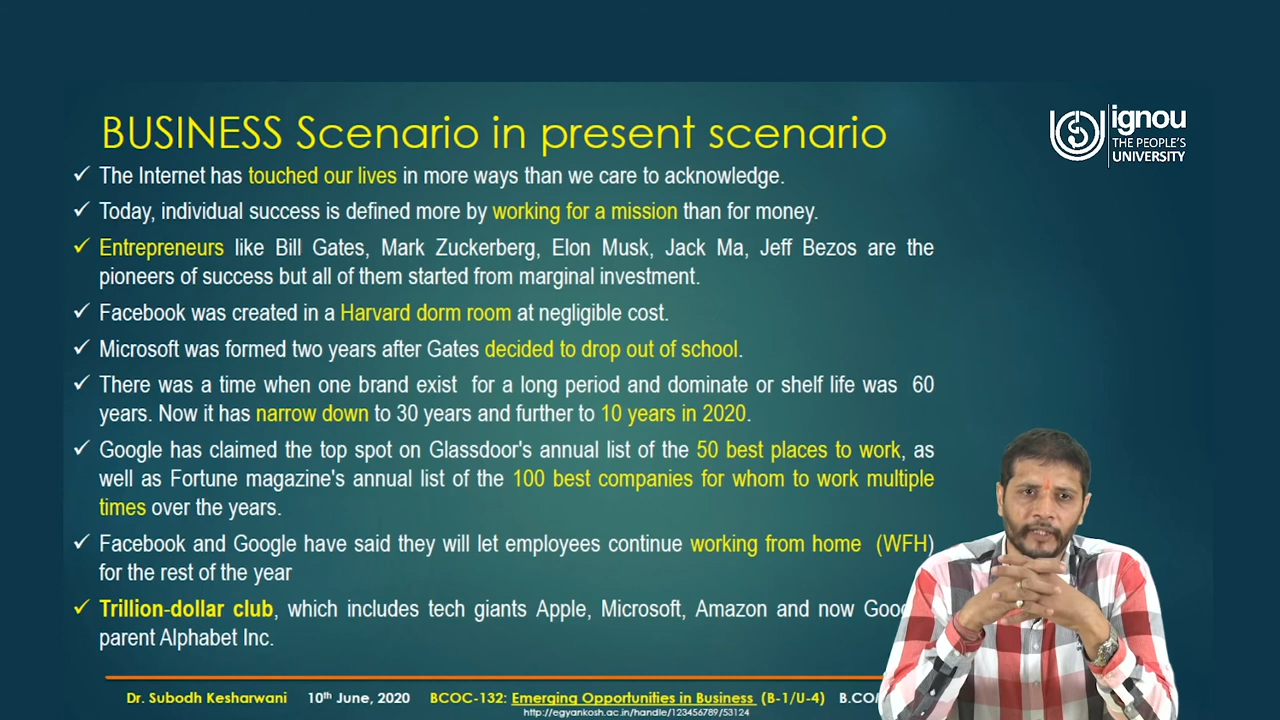 BUSINESS Scenario in present scenario
ignou
THE PEOPLE'S
UNIVERSITY
✓ The Internet has touched our lives in more ways than we care to acknowledge.
✓ Today, individual success is defined more by working for a mission than for money.
✓ Entrepreneurs like Bill Gates, Mark Zuckerberg, Elon Musk, Jack Ma, Jeff Bezos are the
pioneers of success but all of them started from marginal investment.
✓ Facebook was created in a Harvard dorm room at negligible cost.
✓ Microsoft was formed two years after Gates decided to drop out of school.
✓ There was a time when one brand exist for a long period and dominate or shelf life was 60
years. Now it has narrow down to 30 years and further to 10 years in 2020.
✓ Google has claimed the top spot on Glassdoor's annual list of the 50 best places to work, as
well as Fortune magazine's annual list of the 100 best companies for whom to work multiple
times over the years.
✓ Facebook and Google have said they will let employees continue working from home (WFH)
for the rest of the year
✓ Trillion-dollar club, which includes tech giants Apple, Microsoft, Amazon and now
parent Alphabet Inc.
Dr. Subodh Kesharwani 10th June, 2020 BCOC-132: Emerging Opportunities in Business (B-1/U-4)
http://egyankosh.ac.in/handle/123456789/53124